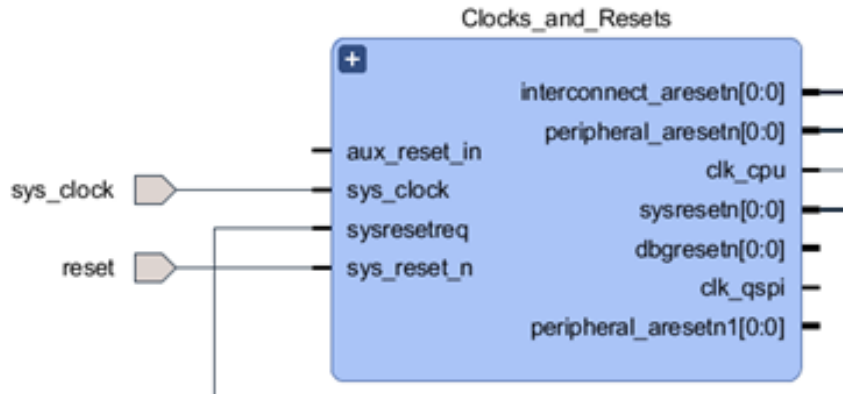 Clocks_and_Resets
interconnect_aresetn[0:0]
peripheral_aresetn[0:0]
aux_reset_in
clk_cpu
sys_clock
sys_clock
sysresetn[0:0]
sysresetreq
dbgresetn[0:0]
reset
sys_reset_n
clk_qspi
peripheral_aresetn1[0:0]